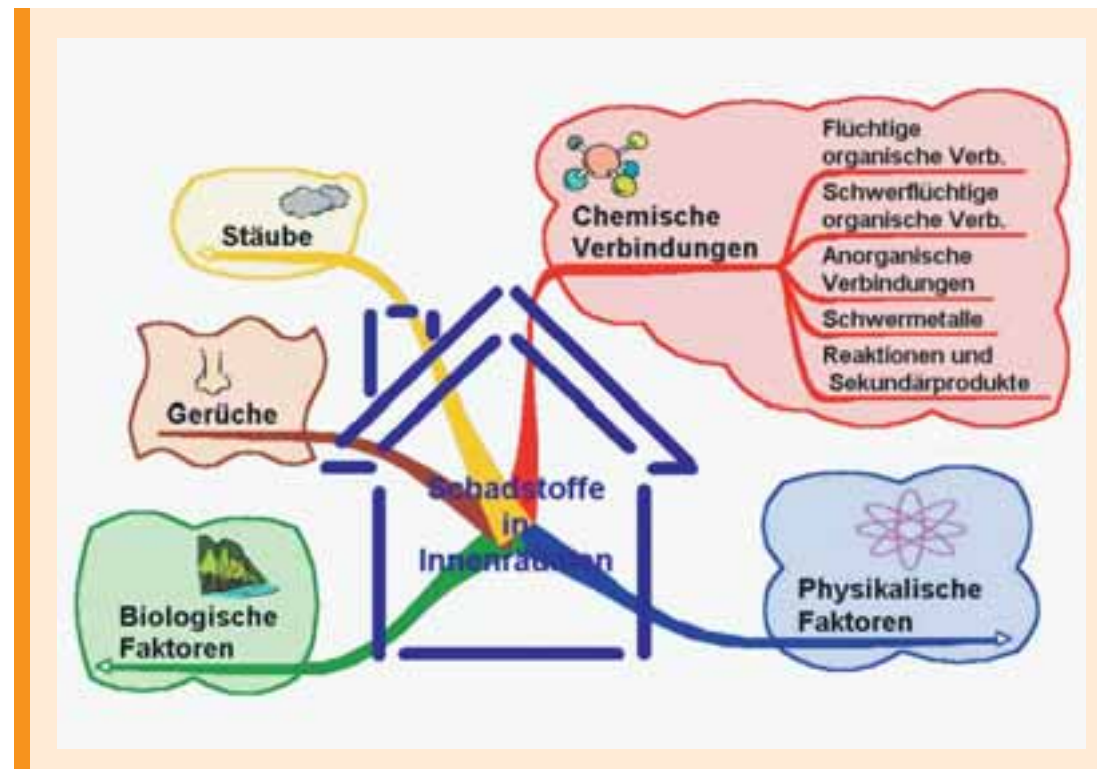 Stäube
Gerüche
Biologische
Faktoren
Schadstoffe
in
Innenräumen
Chemische
Verbindungen
Flüchtige
organische Verb.
Schwerflüchtige
organische Verb.
Anorganische
Verbindungen
Schwermetalle
Reaktionen und
Sekundärprodukte
Physikalische
Faktoren